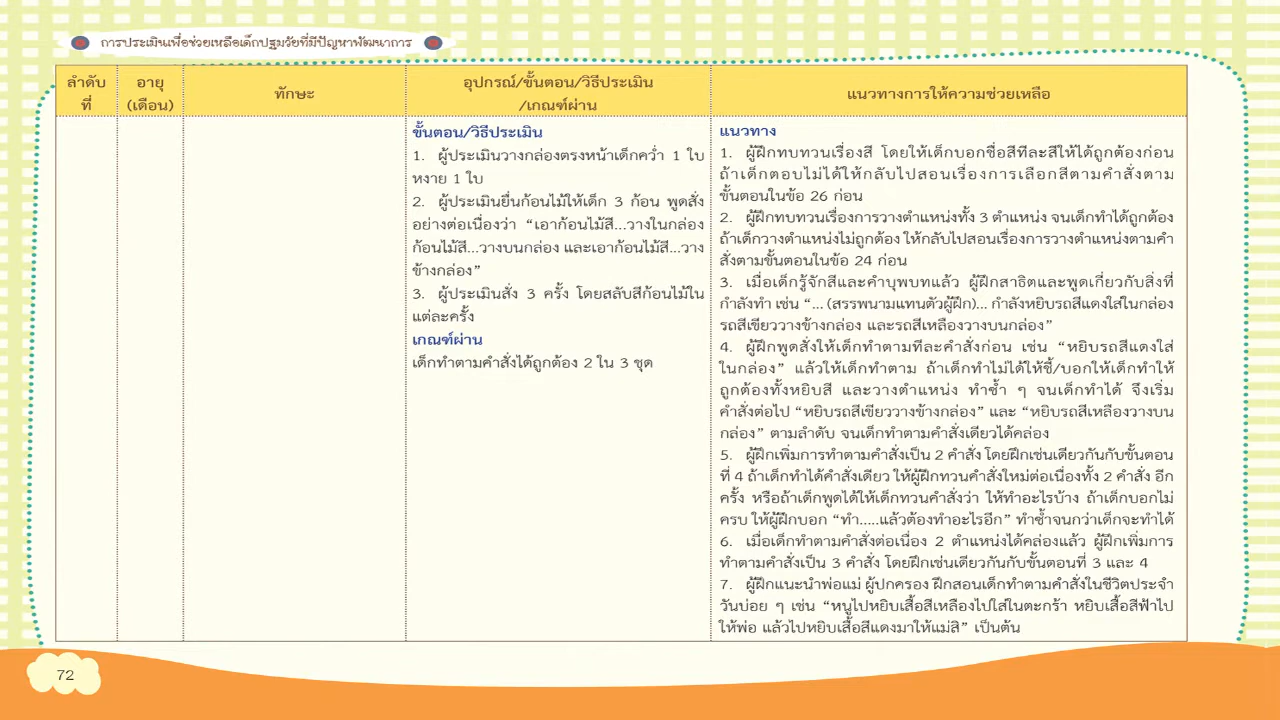 การประเมินเพื่อช่วยเหลือเด็กปฐมวัยที่มีปัญหาพัฒนาการ
ลำดับ
ที่
อายุ
(เดือน)
ทักษะ
อุปกรณ์/ขั้นตอน/วิธีประเมิน
/เกณฑ์ผ่าน
แนวทางการให้ความช่วยเหลือ
ขั้นตอน/วิธีประเมิน
1. ผู้ประเมินวางกล่องตรงหน้าเด็กคว่ำ 1 ใบ
หงาย 1 ใบ
2. ผู้ประเมินยื่นก้อนไม้ให้เด็ก 3 ก้อน พูดสั่ง
อย่างต่อเนื่องว่า “เอาก้อนไม้สี...วางในกล่อง
ก้อนไม้สี...วางบนกล่อง และเอาก้อนไม้สี...วาง
ข้างกล่อง”
3. ผู้ประเมินสั่ง 3 ครั้ง โดยสลับสีก้อนไม้ใน
แต่ละครั้ง
เกณฑ์ผ่าน
เด็กทำตามคำสั่งได้ถูกต้อง 2 ใน 3 ชุด
แนวทาง
1. ผู้ฝึกทบทวนเรื่องสี โดยให้เด็กบอกชื่อสีทีละสีให้ได้ถูกต้องก่อน
ถ้าเด็กตอบไม่ได้ให้กลับไปสอนเรื่องการเลือกสีตามคำสั่งตาม
ขั้นตอนในข้อ 26 ก่อน
2. ผู้ฝึกทบทวนเรื่องการวางตำแหน่งทั้ง 3 ตำแหน่ง จนเด็กทำได้ถูกต้อง
ถ้าเด็กวางตำแหน่งไม่ถูกต้อง ให้กลับไปสอนเรื่องการวางตำแหน่งตามคำ
สั่งตามขั้นตอนในข้อ 24 ก่อน
3. เมื่อเด็กรู้จักสีและคำบุพบทแล้ว ผู้ฝึกสาธิตและพูดเกี่ยวกับสิ่งที่
กำลังทำ เช่น “... (สรรพนามแทนตัวผู้ฝึก)... กำลังหยิบรถสีแดงใส่ในกล่อง
รถสีเขียววางข้างกล่อง และรถสีเหลืองวางบนกล่อง”
4. ผู้ฝึกพูดสั่งให้เด็กทำตามทีละคำสั่งก่อน เช่น “หยิบรถสีแดงใส่
ในกล่อง” แล้วให้เด็กทำตาม ถ้าเด็กทำไม่ได้ให้ชี้/บอกให้เด็กทำให้
ถูกต้องทั้งหยิบสี และวางตำแหน่ง ทำซ้ำ ๆ จนเด็กทำได้ จึงเริ่ม
คำสั่งต่อไป “หยิบรถสีเขียววางข้างกล่อง” และ “หยิบรถสีเหลืองวางบน
กล่อง” ตามลำดับ จนเด็กทำตามคำสั่งเดียวได้คล่อง
5. ผู้ฝึกเพิ่มการทำตามคำสั่งเป็น 2 คำสั่ง โดยฝึกเช่นเดียวกันกับขั้นตอน
ที่ 4 ถ้าเด็กทำได้คำสั่งเดียว ให้ผู้ฝึกทวนคำสั่งใหม่ต่อเนื่องทั้ง 2 คำสั่ง อีก
ครั้ง หรือถ้าเด็กพูดได้ให้เด็กทวนคำสั่งว่า ให้ทำอะไรบ้าง ถ้าเด็กบอกไม่
ครบ ให้ผู้ฝึกบอก “ทำ.....แล้วต้องทำอะไรอีก” ทำซ้ำจนกว่าเด็กจะทำได้
6. เมื่อเด็กทำตามคำสั่งต่อเนื่อง 2 ตำแหน่งได้คล่องแล้ว ผู้ฝึกเพิ่มการ
ทำตามคำสั่งเป็น 3 คำสั่ง โดยฝึกเช่นเดียวกันกับขั้นตอนที่ 3 และ 4
7. ผู้ฝึกแนะนำพ่อแม่ ผู้ปกครอง ฝึกสอนเด็กทำตามคำสั่งในชีวิตประจำ
วันบ่อย ๆ เช่น “หนูไปหยิบเสื้อสีเหลืองไปใส่ในตะกร้า หยิบเสื้อสีฟ้าไป
ให้พ่อ แล้วไปหยิบเสื้อสีแดงมาให้แม่สิ” เป็นต้น
72